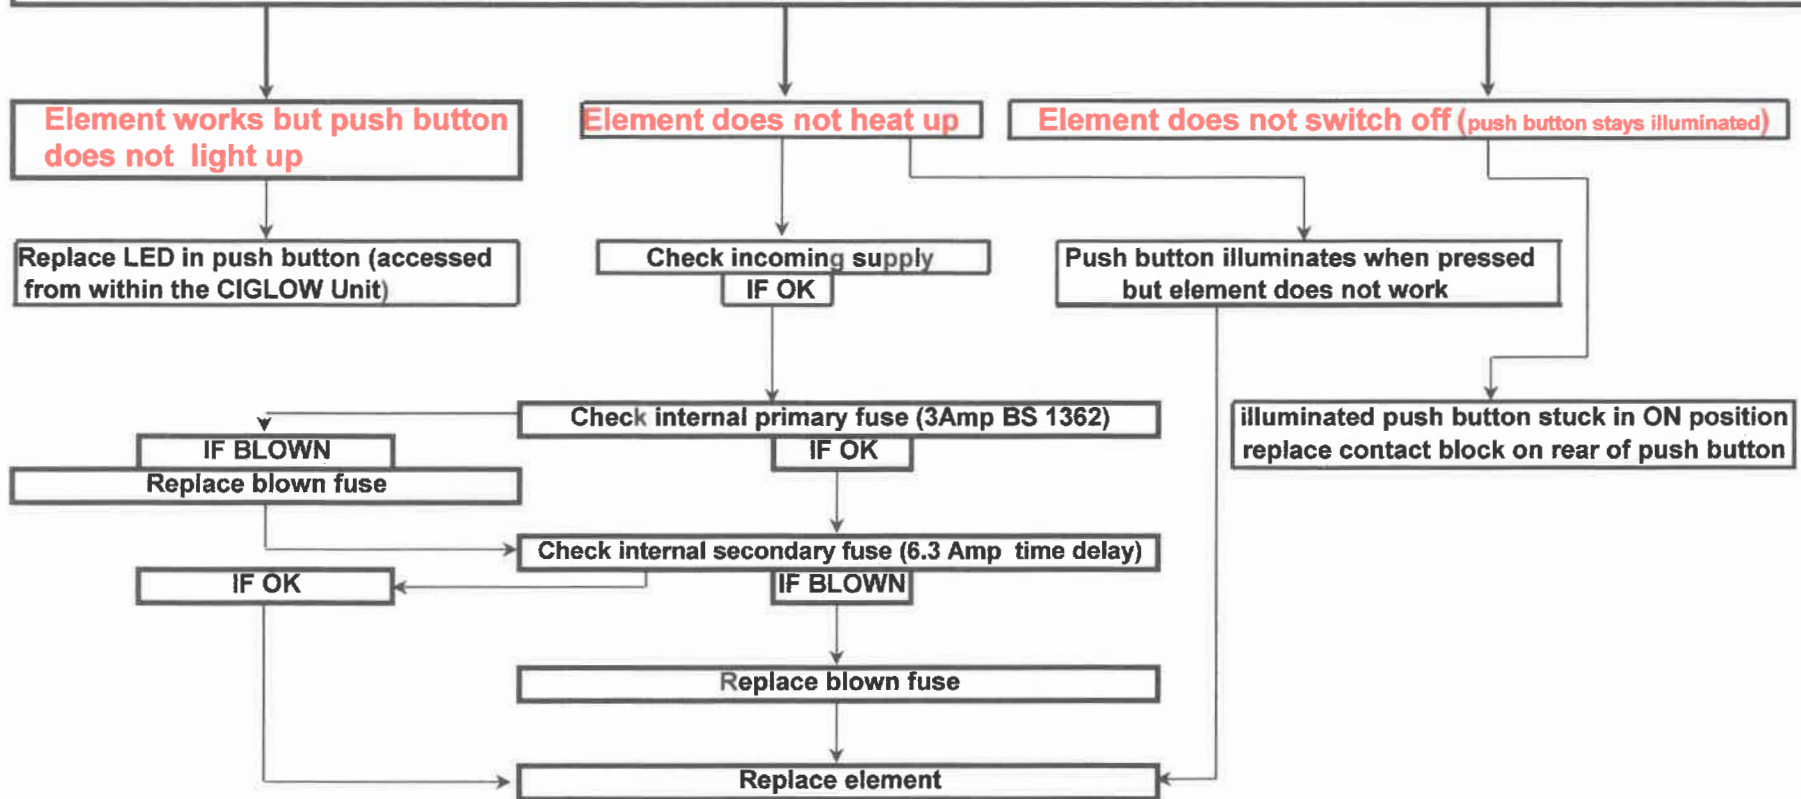 Element works but push button
does not light up
Element does not heat up
Element does not switch off (push button stays illuminated)
Replace LED in push button (accessed
from within the CIGLOW Unit)
Check incoming supply
IF OK
Push button illuminates when pressed
but element does not work
Check internal primary fuse (3Amp BS 1362)
IF BLOWN
IF OK
Replace blown fuse
illuminated push button stuck in ON position
replace contact block on rear of push button
Check internal secondary fuse (6.3 Amp time delay)
IF OK
IF BLOWN
Replace blown fuse
Replace element